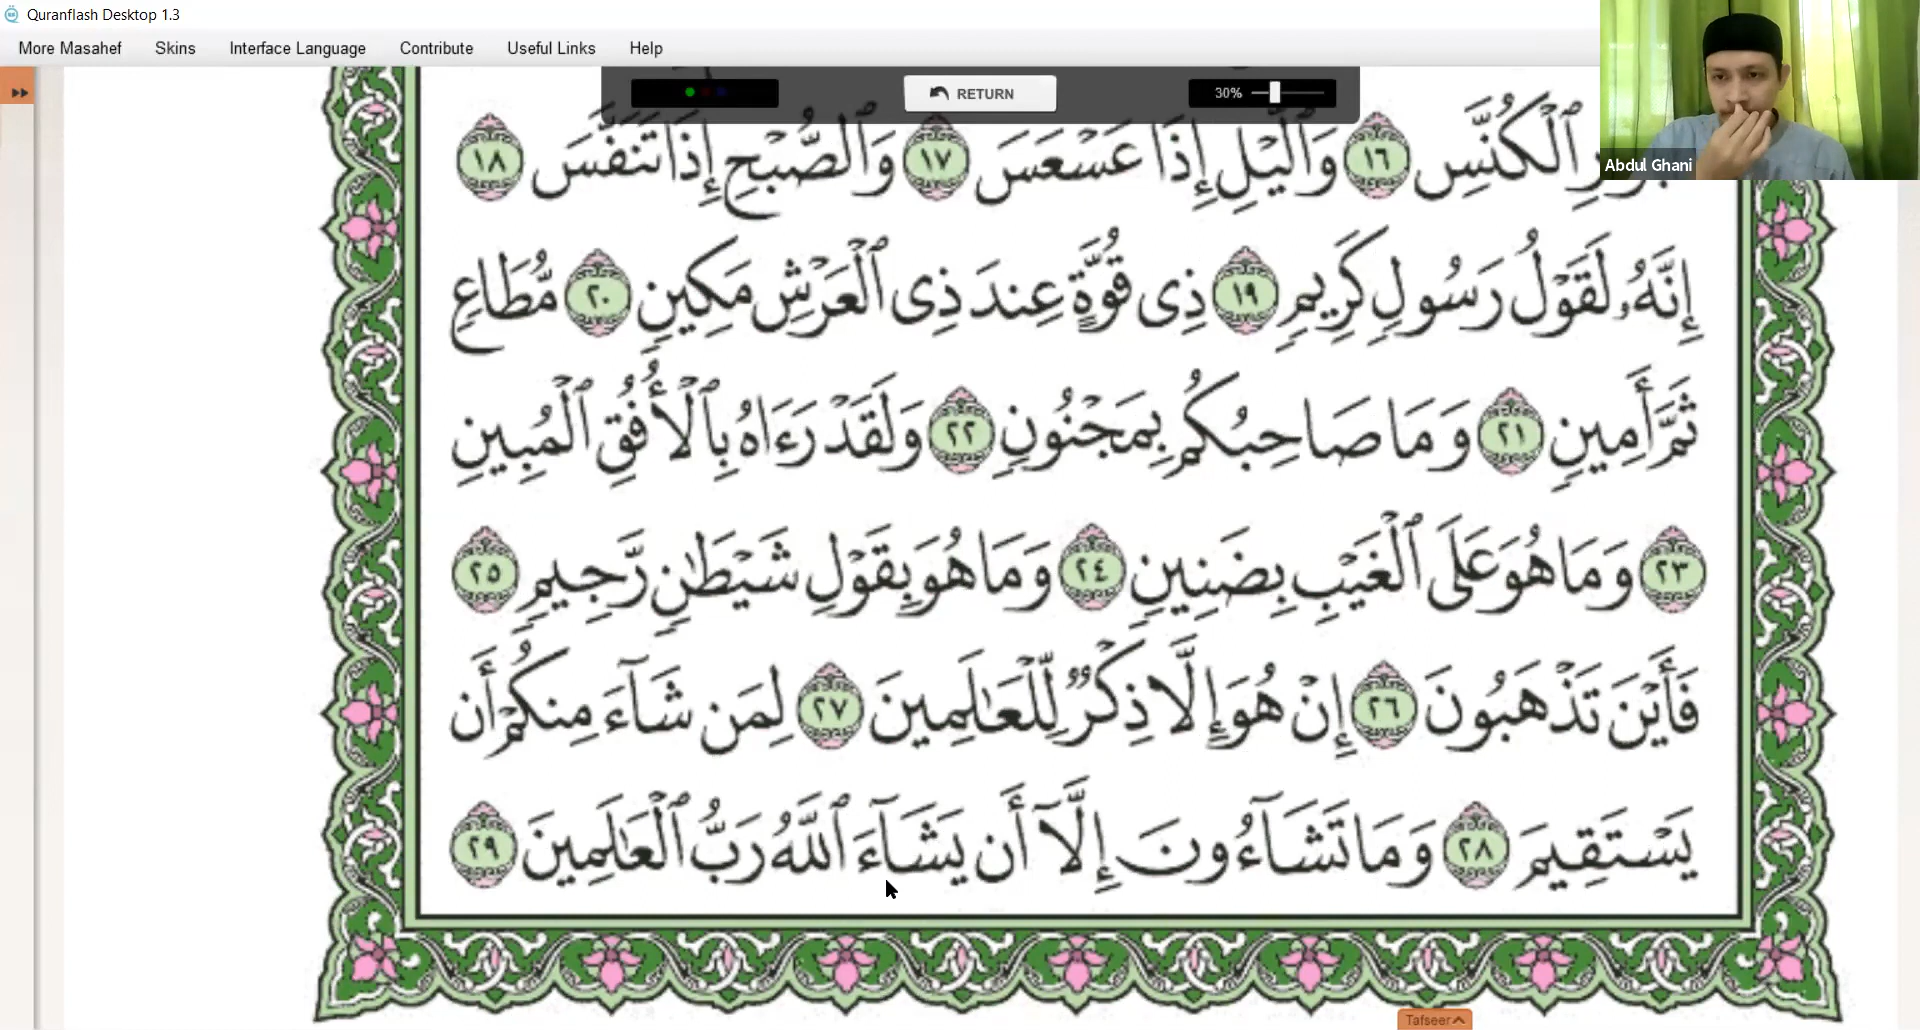 Quranflash Desktop 1.3
More Masahef Skins Interface Language Contribute Useful Links Help
RETURN
30%
Abdul Ghani
ٱلْكُنَّسِ ١٦ وَٱلَّيْلِ إِذَا عَسْعَسَ ١٧ وَٱلصُّبْحِ إِذَا تَنَفَّسَ ١٨
إِنَّهُۥ لَقَوْلُ رَسُولٍ كَرِيمٍ ١٩ ذِى قُوَّةٍ عِندَ ذِى ٱلْعَرْشِ مَكِينٍ ٢٠ مُّطَاعٍ
ثَمَّ أَمِينٍ ٢١ وَمَا صَاحِبُكُم بِمَجْنُونٍ ٢٢ وَلَقَدْ رَءَاهُ بِٱلْأُفُقِ ٱلْمُبِينِ
٢٣ وَمَا هُوَ عَلَى ٱلْغَيْبِ بِضَنِينٍ ٢٤ وَمَا هُوَ بِقَوْلِ شَيْطَٰنٍ رَّجِيمٍ ٢٥
فَأَيْنَ تَذْهَبُونَ ٢٦ إِنْ هُوَ إِلَّا ذِكْرٌ لِّلْعَٰلَمِينَ ٢٧ لِمَن شَآءَ مِنكُمْ أَن
يَسْتَقِيمَ ٢٨ وَمَا تَشَآءُونَ إِلَّآ أَن يَشَآءَ ٱللَّهُ رَبُّ ٱلْعَٰلَمِينَ ٢٩
Tafseer